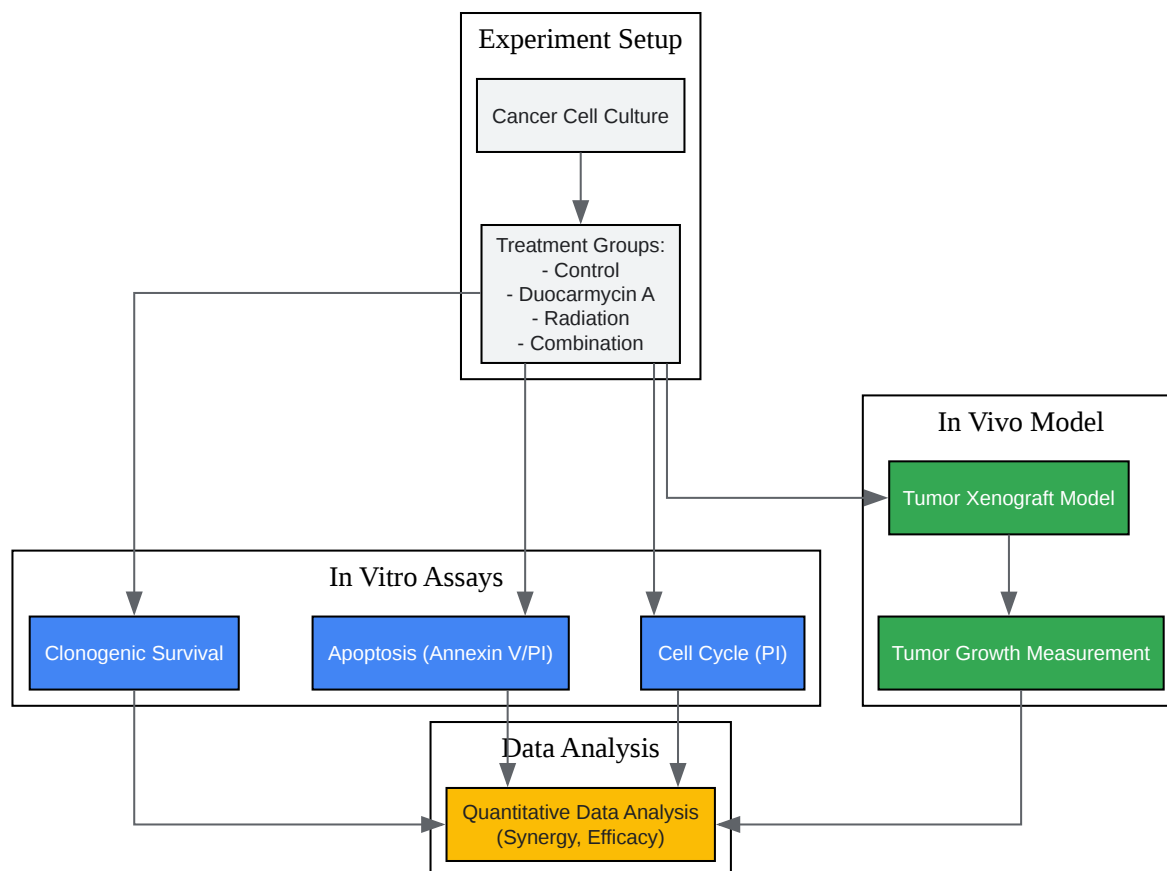 Experiment Setup
Cancer Cell Culture
Treatment Groups:
- Control
- Duocarmycin A
- Radiation
- Combination
In Vivo Model
Tumor Xenograft Model
In Vitro Assays
Clonogenic Survival
Apoptosis (Annexin V/PI)
Cell Cycle (PI)
Tumor Growth Measurement
Data Analysis
Quantitative Data Analysis
(Synergy, Efficacy)